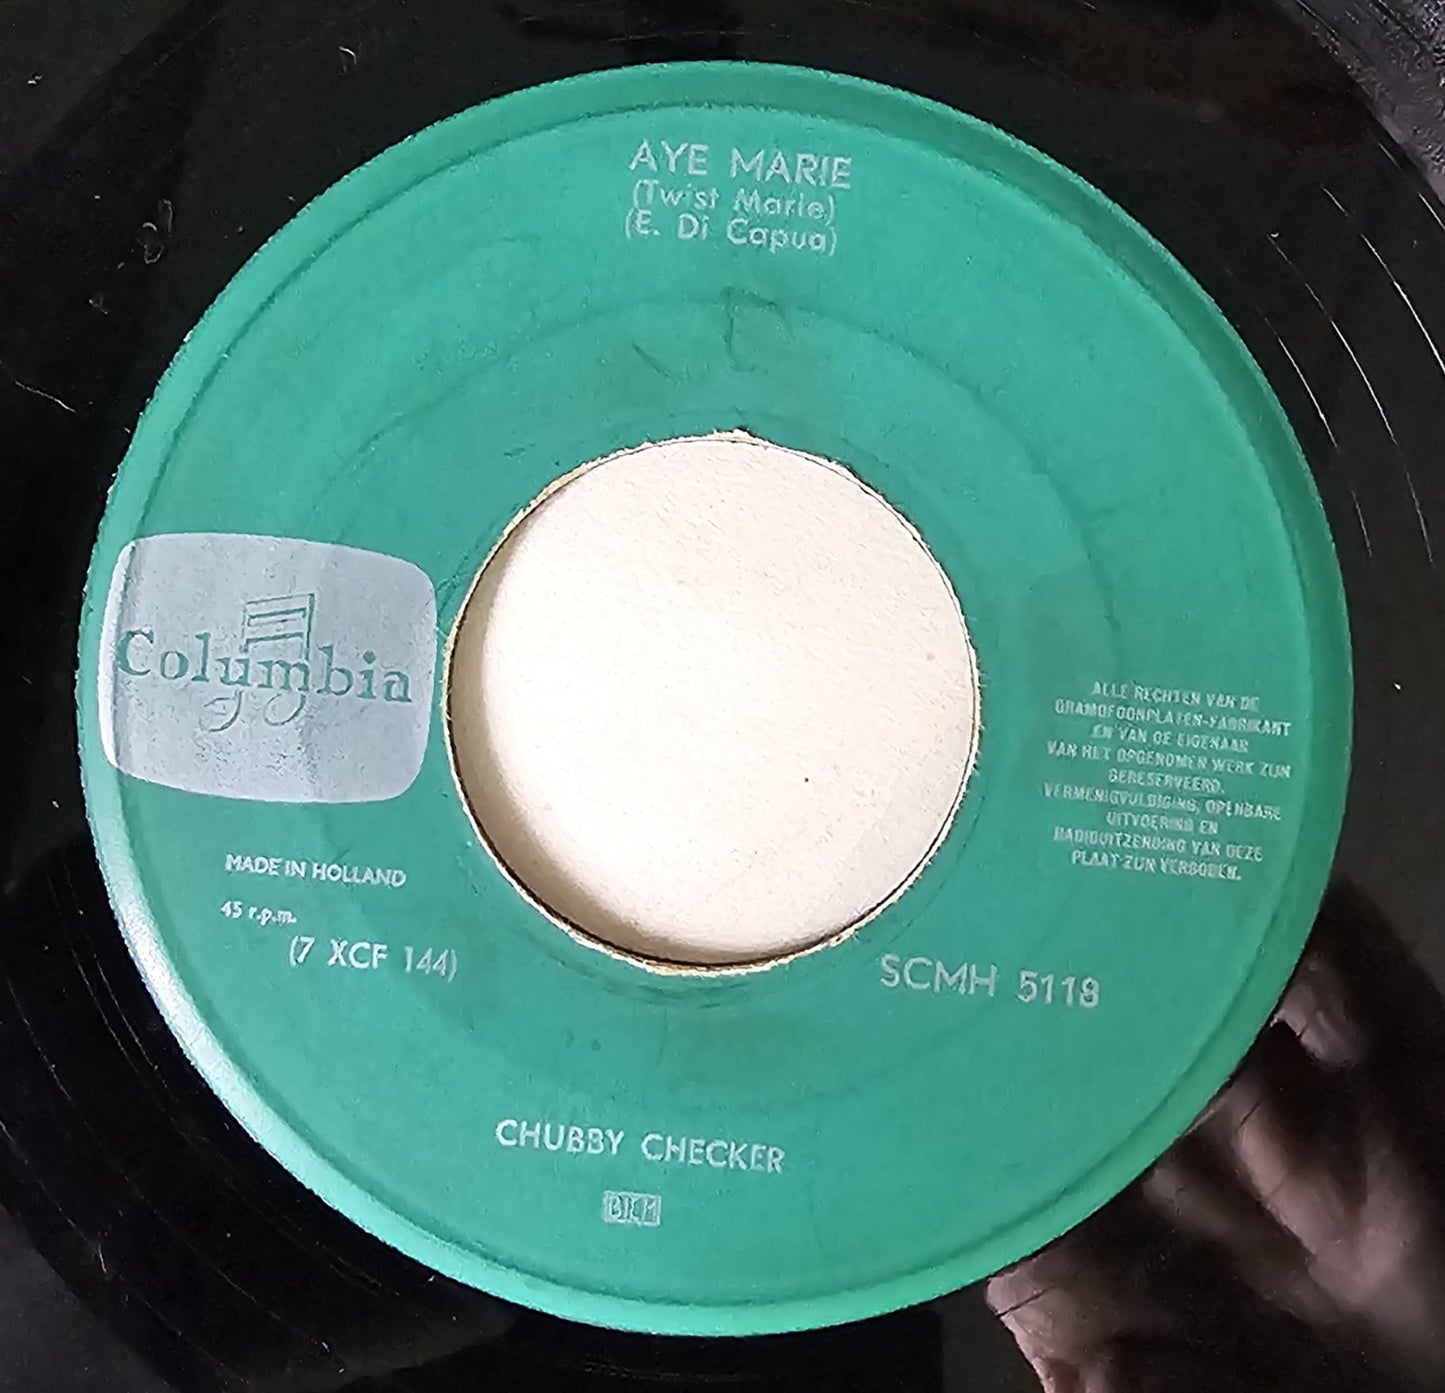 AYE MARIE
(Twist Marie)
(E. Di Capua)
Columbia
MADE IN HOLLAND
45 r.p.m.
(7 XCF 144)
ALLE RECHTEN VAN DE
GRAMOFOONPLATEN-FABRIKANT
EN VAN DE EIGENAAR
VAN HET OPGENOMEN WERK ZIJN
GERESERVEERD.
VERMENIGVULDIGING, OPENBARE
UITVOERING EN
RADIOUITZENDING VAN DEZE
PLAAT ZIJN VERBODEN.
SCMH 5118
CHUBBY CHECKER
BIEM